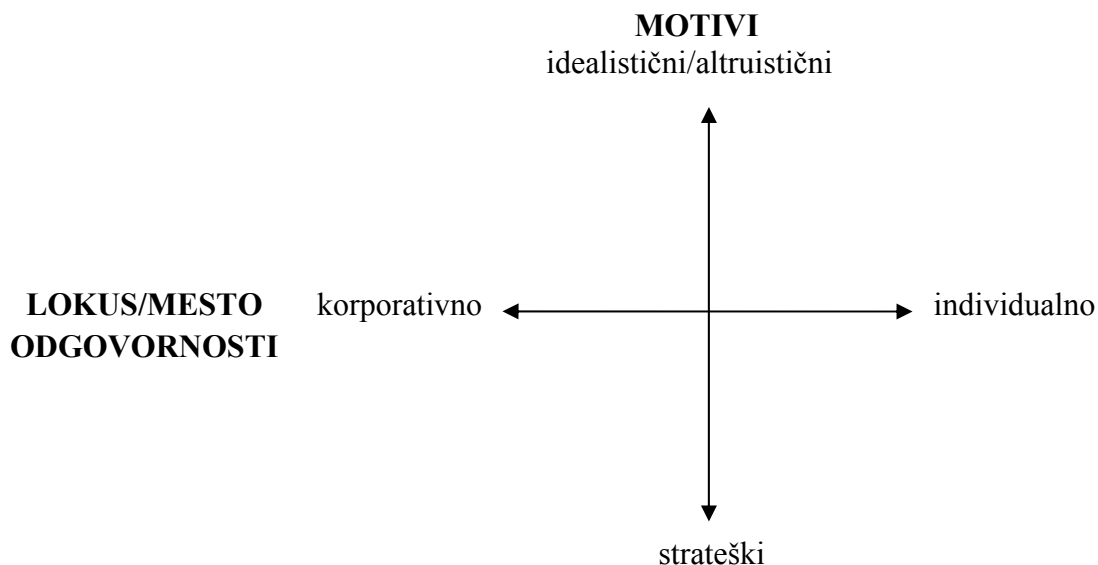 MOTIVI
idealistični/altruistični
LOKUS/MESTO
ODGOVORNOSTI
korporativno
individualno
strateški